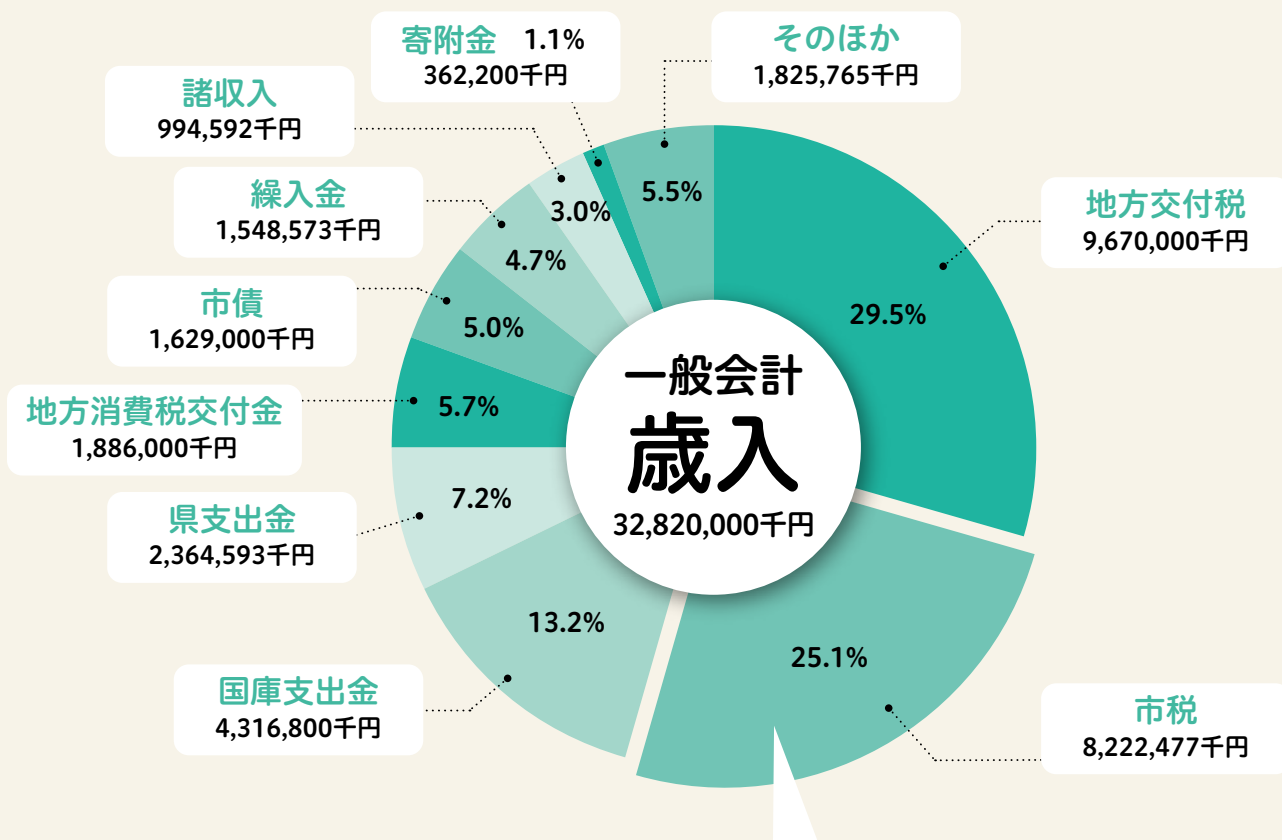 寄附金 1.1%
362,200千円
そのほか
1,825,765千円
諸収入
994,592千円
繰入金
1,548,573千円
市債
1,629,000千円
地方消費税交付金
1,886,000千円
県支出金
2,364,593千円
国庫支出金
4,316,800千円
地方交付税
9,670,000千円
市税
8,222,477千円
5.5%
3.0%
4.7%
5.0%
5.7%
7.2%
13.2%
25.1%
29.5%
一般会計
歳入
32,820,000千円